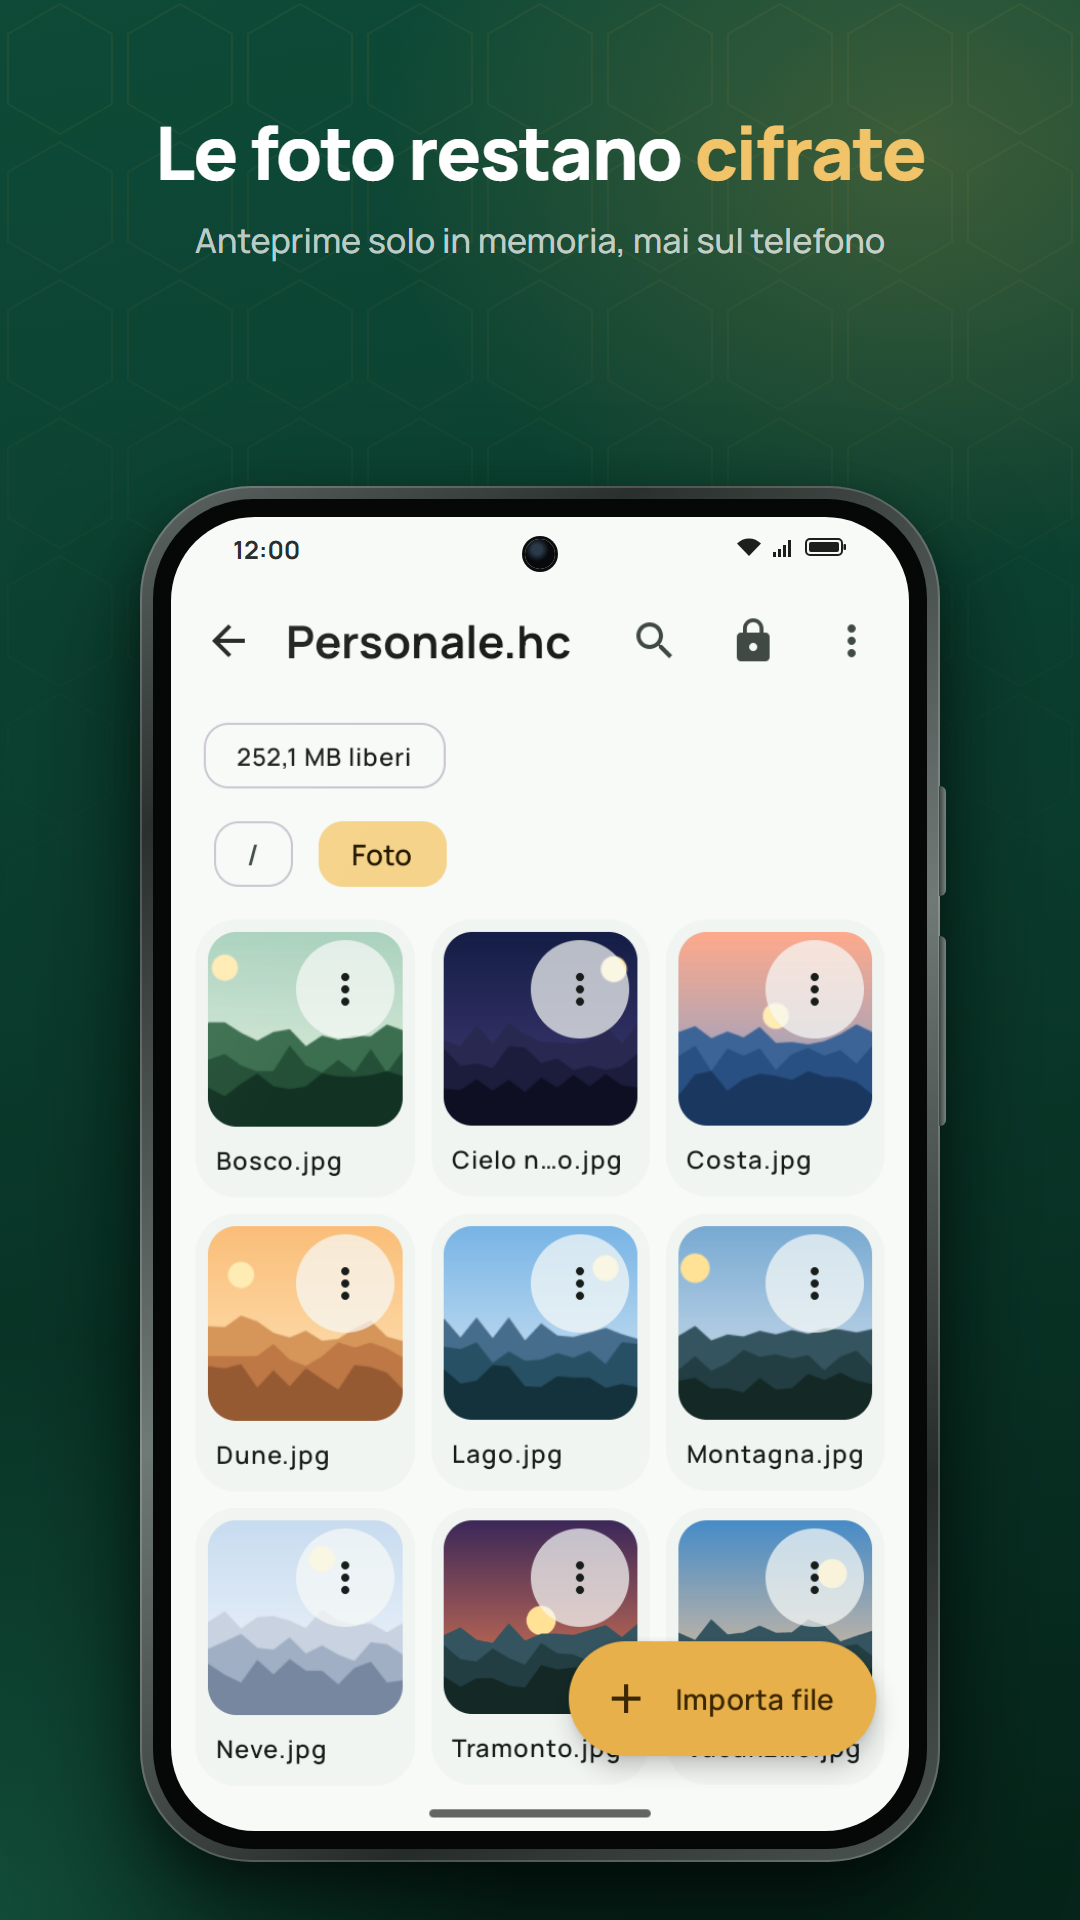 Le foto restano cifrate
Anteprime solo in memoria, mai sul telefono
12:00
Personale.hc
252,1 MB liberi
/
Foto
Bosco.jpg
Cielo n...o.jpg
Costa.jpg
Dune.jpg
Lago.jpg
Montagna.jpg
Neve.jpg
Tramonto.jpg
Importa file